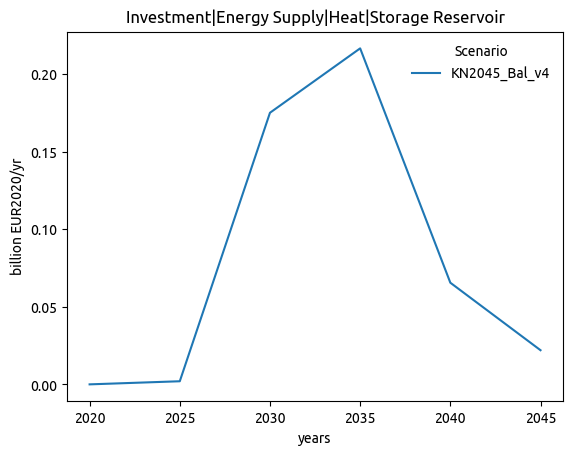 Investment|Energy Supply|Heat|Storage Reservoir
Scenario
KN2045_Bal_v4
billion EUR2020/yr
0.20
0.15
0.10
0.05
0.00
2020 2025 2030 2035 2040 2045
years